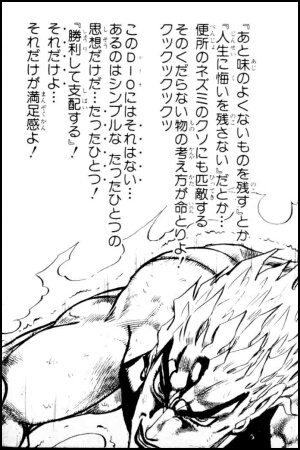 『あと味のよくないものを残す』とか
『人生に悔いを残さない』だとか…
便所のネズミのクソにも匹敵する
そのくだらない物の考え方が命とりよ！
クックックックッ
このDIOにはそれはない…
あるのはシンプルな たったひとつの
思想だけだ…たったひとつ！
『勝利して支配する』！
それだけよ…
それだけが満足感よ！